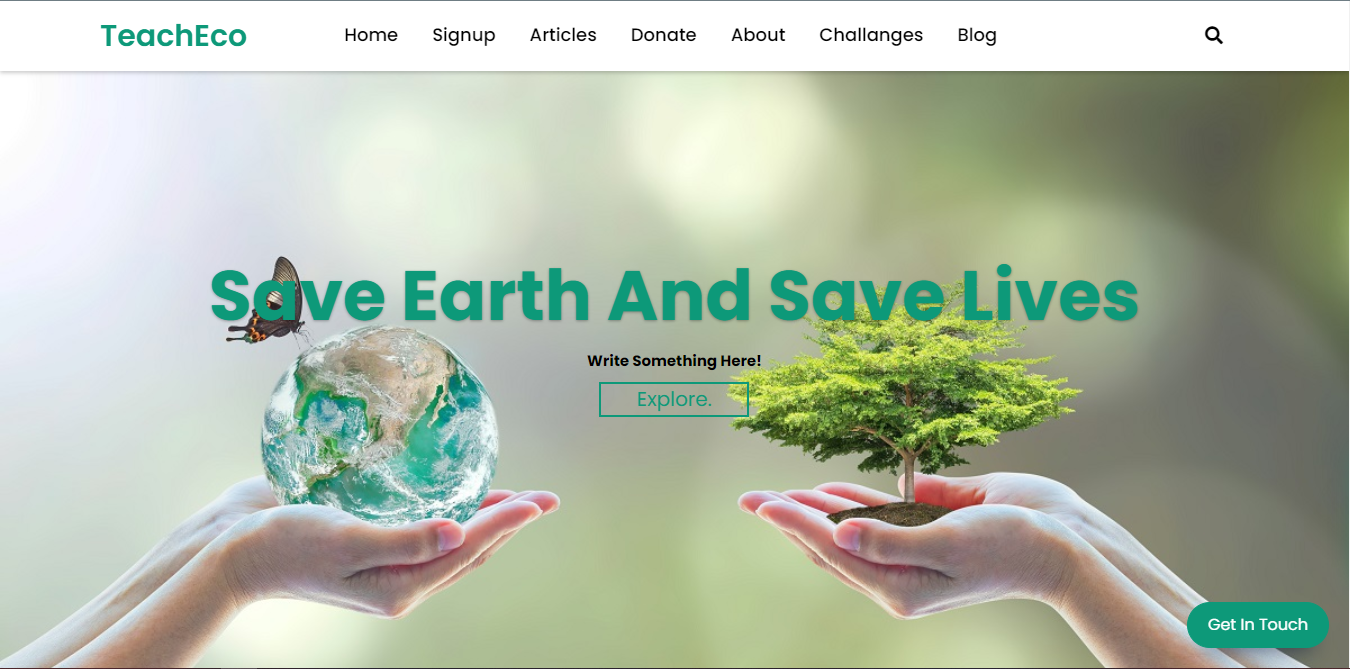 TeachEco
Home Signup Articles Donate About Challanges Blog
Save Earth And Save Lives
Write Something Here!
Explore.
Get In Touch